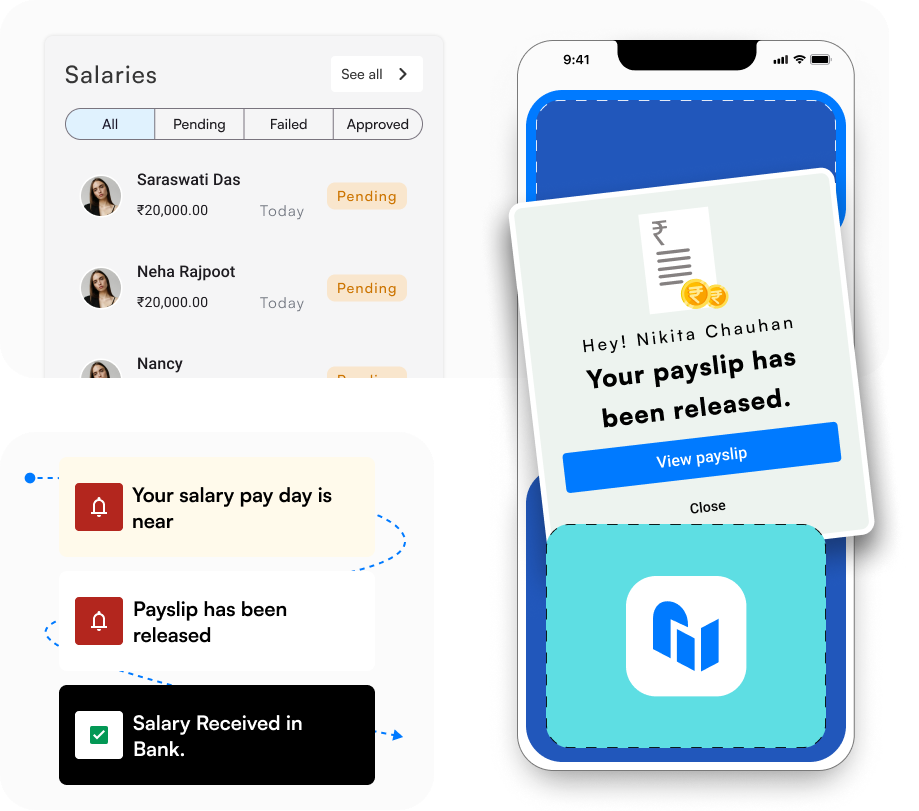 Salaries
See all
All
Pending
Failed
Approved
Saraswati Das
₹20,000.00
Today
Pending
Neha Rajpoot
₹20,000.00
Today
Pending
Nancy
Your salary pay day is
near
Payslip has been
released
Salary Received in
Bank.
9:41
₹
₹
₹
Hey! Nikita Chauhan
Your payslip has
been released.
View payslip
Close